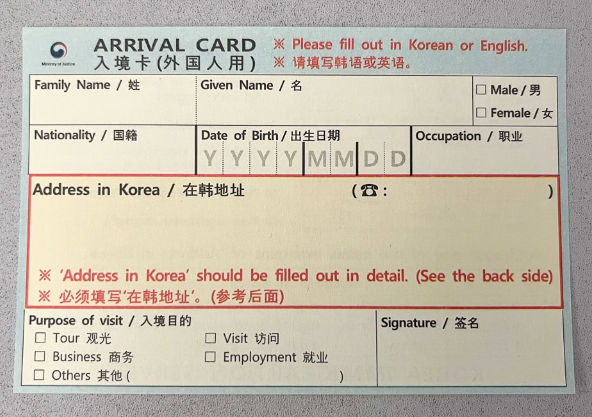 Ministry of Justice
ARRIVAL CARD
入境卡(外国人用)
※ Please fill out in Korean or English.
※ 请填写韩语或英语。
Family Name / 姓
Given Name / 名
□ Male / 男
□ Female / 女
Nationality / 国籍
Date of Birth / 出生日期
Y Y Y Y M M D D
Occupation / 职业
Address in Korea / 在韩地址 (☎ : )
※ 'Address in Korea' should be filled out in detail. (See the back side)
※ 必须填写'在韩地址'。(参考后面)
Purpose of visit / 入境目的
□ Tour 观光 □ Visit 访问
□ Business 商务 □ Employment 就业
□ Others 其他 ( )
Signature / 签名